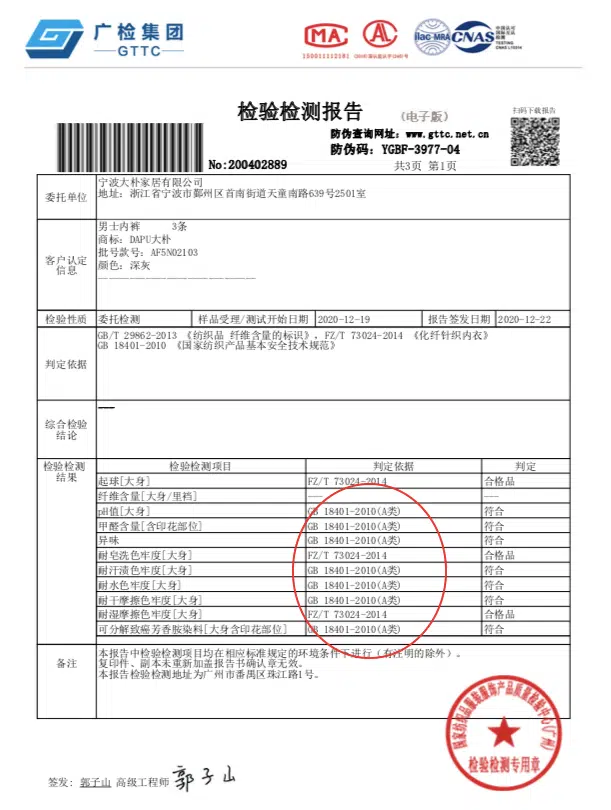 广检集团
GTTC
MA
150011112181
AL
ilac-MRA
CNAS
TESTING
检验检测报告 (电子版)
扫码下载报告
防伪查询网址：www.gttc.net.cn
防伪码：YGBF-3977-04
No:200402889
共3页 第1页
委托单位
宁波大朴家居有限公司
地址：浙江省宁波市鄞州区首南街道天童南路639号2501室
客户认定信息
男士内裤 3条
商标：DAPU大朴
批号款号：AF5N02103
颜色：深灰
检验性质 委托检测 样品受理/测试开始日期 2020-12-19 报告签发日期 2020-12-22
判定依据
GB/T 29862-2013 《纺织品 纤维含量的标识》，FZ/T 73024-2014 《化纤针织内衣》
GB 18401-2010 《国家纺织产品基本安全技术规范》
综合检验结论
---
检验检测结果
检验检测项目 判定依据 判定
起球[大身] FZ/T 73024-2014 合格品
纤维含量[大身/里裆] --- ---
pH值[大身] GB 18401-2010(A类) 符合
甲醛含量[含印花部位] GB 18401-2010(A类) 符合
异味 GB 18401-2010(A类) 符合
耐皂洗色牢度[大身] FZ/T 73024-2014 合格品
耐汗渍色牢度[大身] GB 18401-2010(A类) 符合
耐水色牢度[大身] GB 18401-2010(A类) 符合
耐干摩擦色牢度[大身] GB 18401-2010(A类) 符合
耐湿摩擦色牢度[大身] FZ/T 73024-2014 合格品
可分解致癌芳香胺染料[大身含印花部位] GB 18401-2010(A类) 符合
备注
本报告中检验检测项目均在相应标准规定的环境条件下进行（有注明的除外）。
复印件、副本未重新加盖报告书确认章无效。
本报告检验检测地址为广州市番禺区珠江路1号。
国家纺织品服装服饰产品质量检验中心(广州)
检验检测专用章
签发：郭子山 高级工程师 郭子山